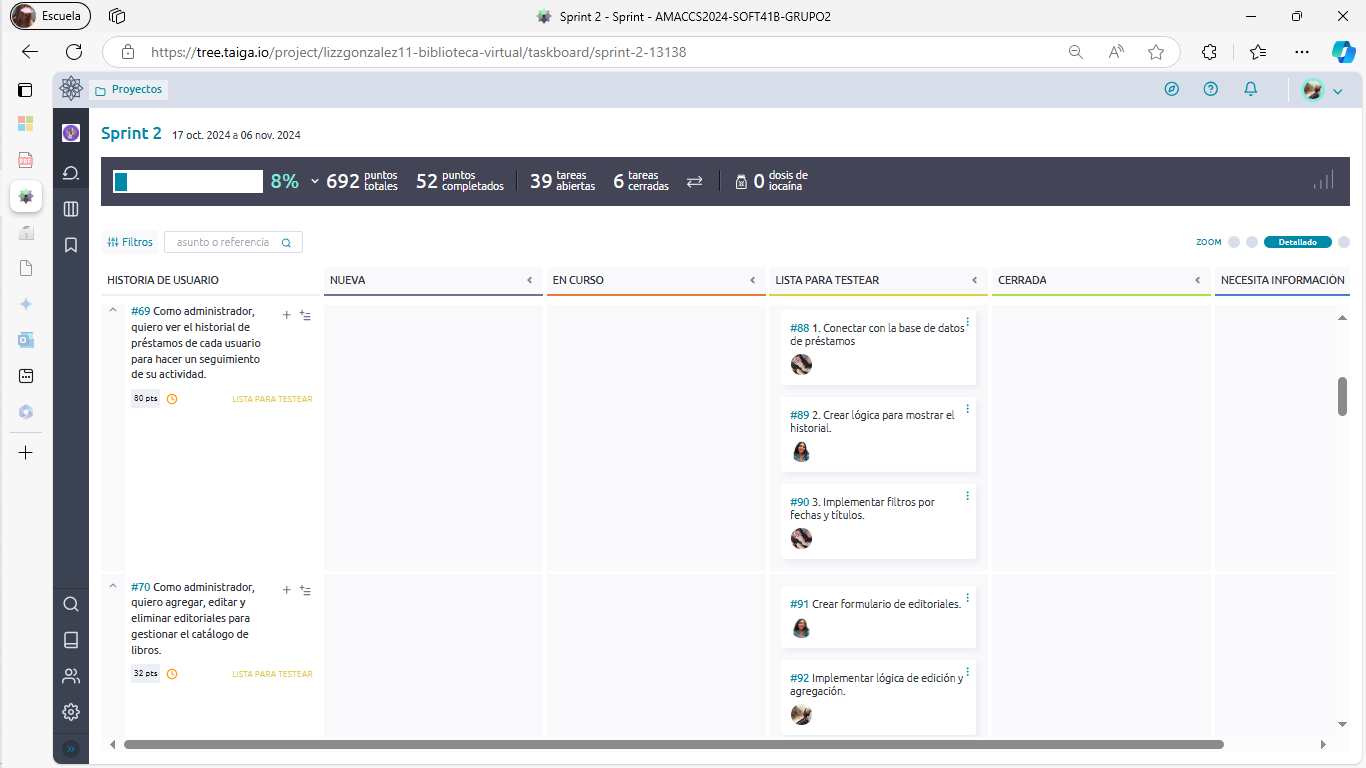 Escuela
Sprint 2 - Sprint - AMACCS2024-SOFT41B-GRUPO2
https://tree.taiga.io/project/lizzgonzalez11-biblioteca-virtual/taskboard/sprint-2-13138
Proyectos
Sprint 2 17 oct. 2024 a 06 nov. 2024
8% 692 puntos totales 52 puntos completados 39 tareas abiertas 6 tareas cerradas 0 dosis de iocaína
Filtros asunto o referencia ZOOM Detallado
HISTORIA DE USUARIO NUEVA EN CURSO LISTA PARA TESTEAR CERRADA NECESITA INFORMACIÓN
#69 Como administrador,
quiero ver el historial de
préstamos de cada usuario
para hacer un seguimiento
de su actividad.
80 pts LISTA PARA TESTEAR
#88 1. Conectar con la base de datos
de préstamos
#89 2. Crear lógica para mostrar el
historial.
#90 3. Implementar filtros por
fechas y títulos.
#70 Como administrador,
quiero agregar, editar y
eliminar editoriales para
gestionar el catálogo de
libros.
32 pts LISTA PARA TESTEAR
#91 Crear formulario de editoriales.
#92 Implementar lógica de edición y
agregación.